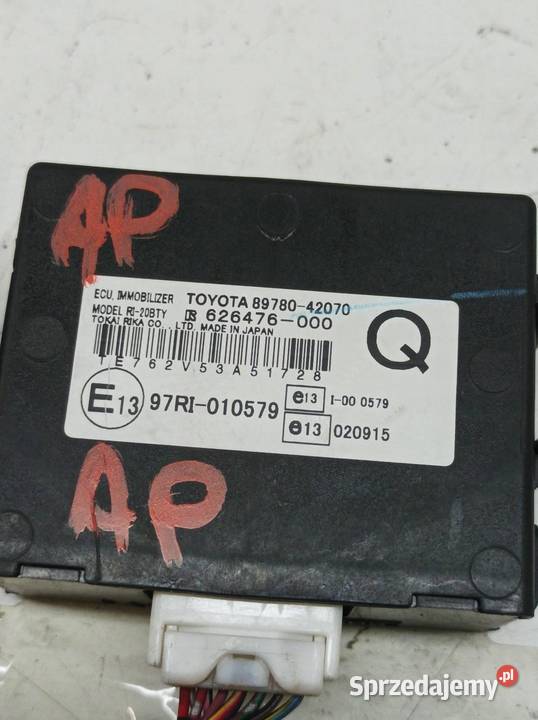 AP
ECU, IMMOBILIZER TOYOTA 89780-42070
MODEL RI-20BTY 626476-000
TOKAI RIKA CO., LTD. MADE IN JAPAN
TE762V53A51728
Q
E13 97RI-010579
e13 I-00 0579
e13 020915
AP
Sprzedajemy.pl